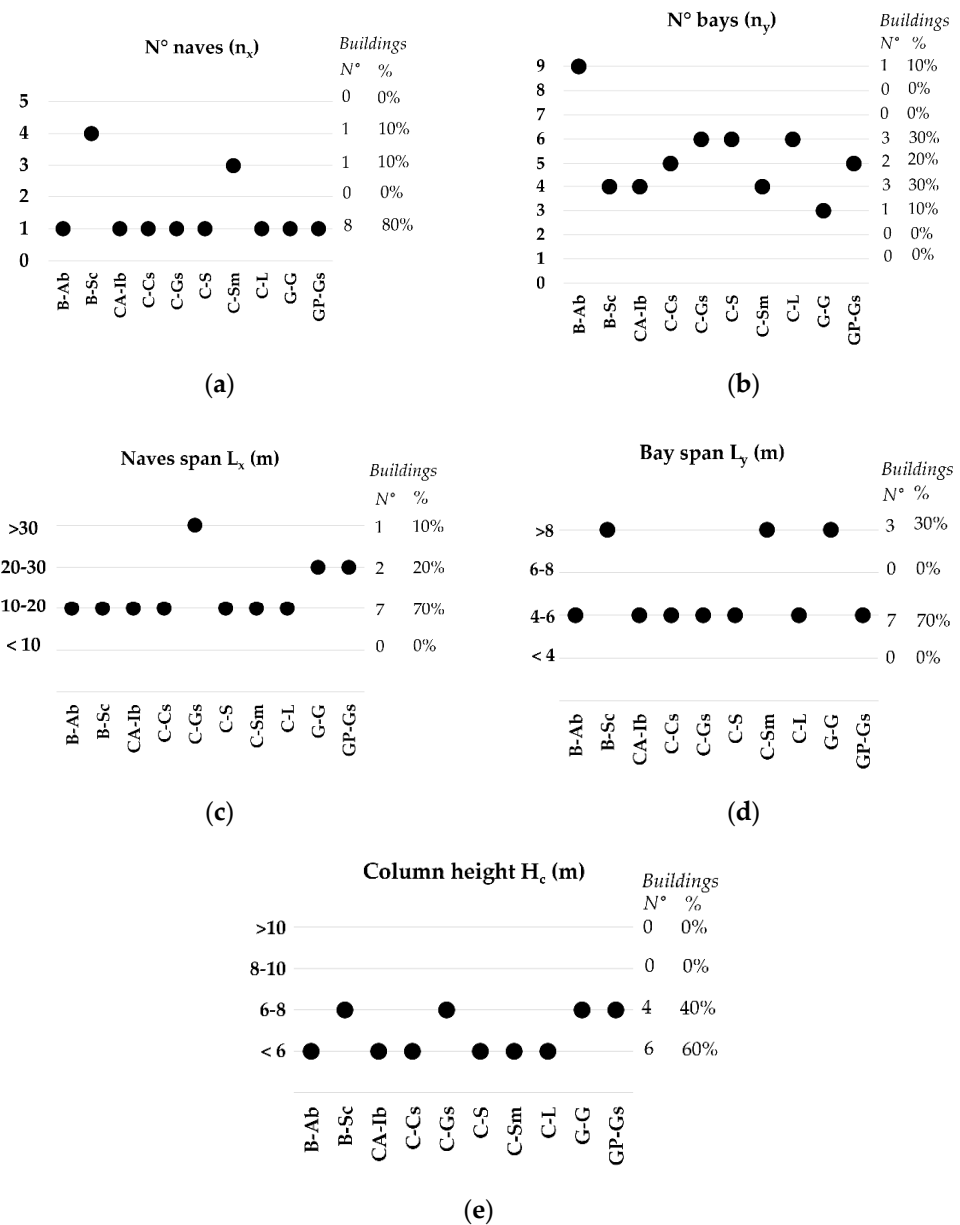 N° naves (nx)
Buildings
N° %
5 0 0%
4 1 10%
3 1 10%
2 0 0%
1 8 80%
0
B-Ab B-Sc CA-Ib C-Cs C-Gs C-S C-Sm C-L G-G GP-Gs
(a)
N° bays (ny)
Buildings
N° %
9 1 10%
8 0 0%
7 0 0%
6 3 30%
5 2 20%
4 3 30%
3 1 10%
2 0 0%
1 0 0%
0
B-Ab B-Sc CA-Ib C-Cs C-Gs C-S C-Sm C-L G-G GP-Gs
(b)
Naves span Lx (m)
Buildings
N° %
>30 1 10%
20-30 2 20%
10-20 7 70%
< 10 0 0%
B-Ab B-Sc CA-Ib C-Cs C-Gs C-S C-Sm C-L G-G GP-Gs
(c)
Bay span Ly (m)
Buildings
N° %
>8 3 30%
6-8 0 0%
4-6 7 70%
< 4 0 0%
B-Ab B-Sc CA-Ib C-Cs C-Gs C-S C-Sm C-L G-G GP-Gs
(d)
Column height Hc (m)
Buildings
N° %
>10 0 0%
8-10 0 0%
6-8 4 40%
< 6 6 60%
B-Ab B-Sc CA-Ib C-Cs C-Gs C-S C-Sm C-L G-G GP-Gs
(e)